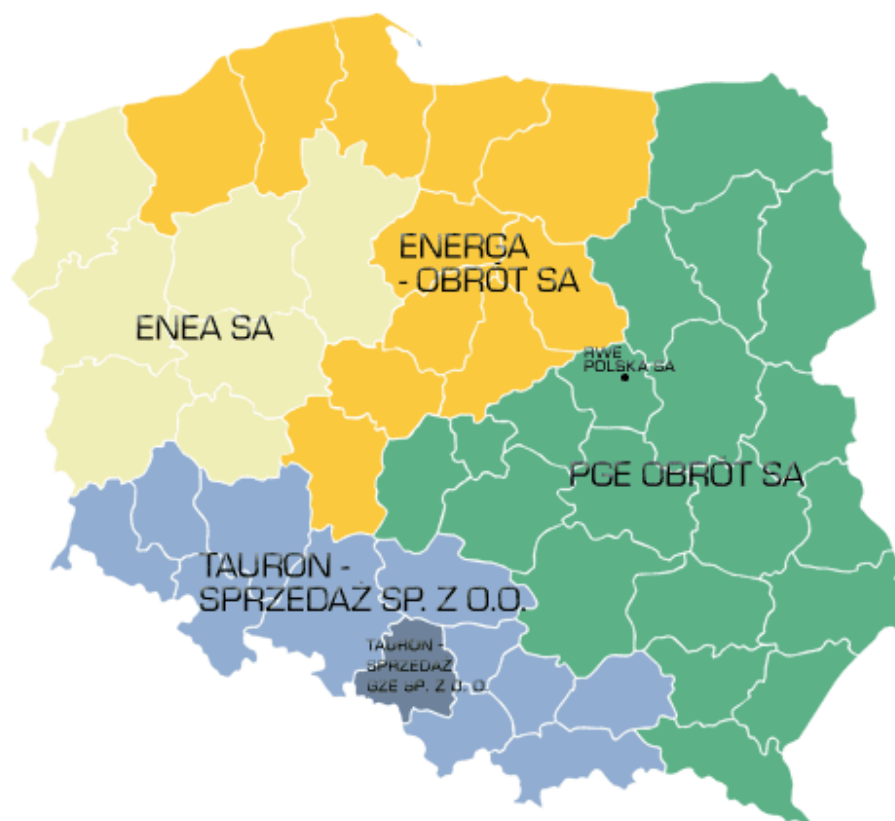 ENERGA
- OBRÓT SA
ENEA SA
RWE
POLSKA SA
PGE OBRÓT SA
TAURON -
SPRZEDAŻ SP. Z O.O.
TAURON -
SPRZEDAŻ
GZE SP. Z O. O.